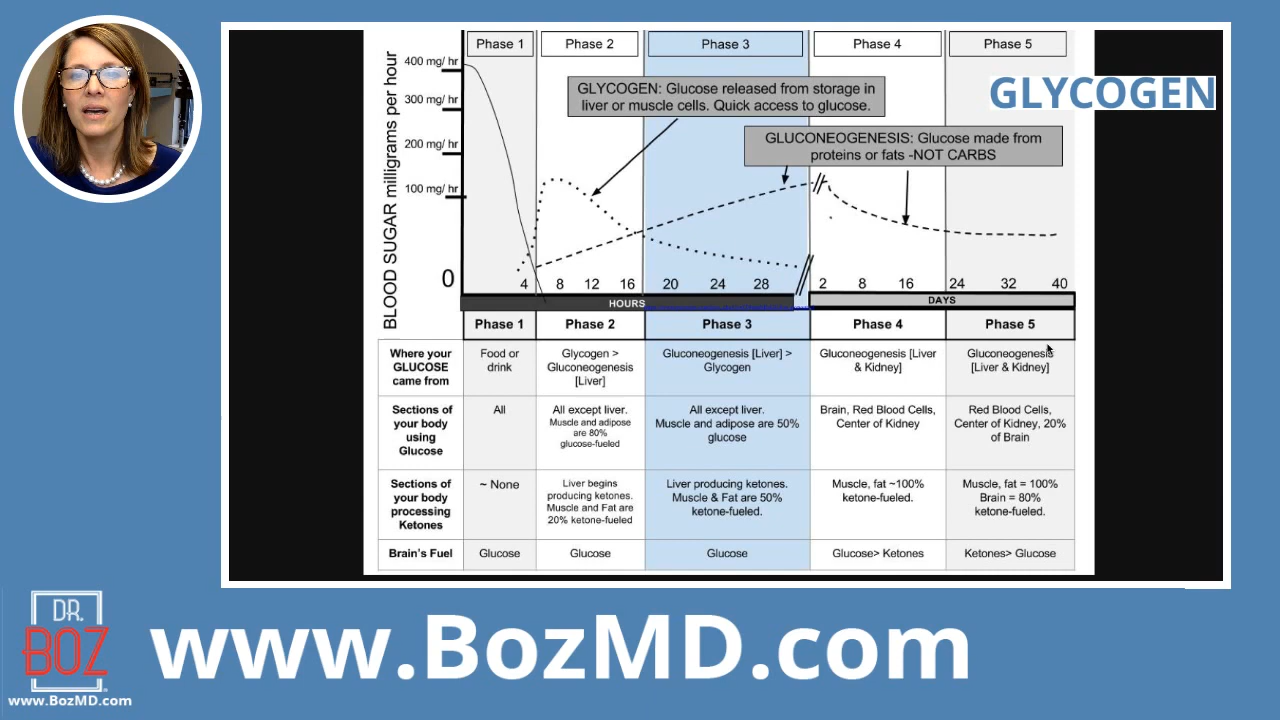 Phase 1
Phase 2
Phase 3
Phase 4
Phase 5
GLYCOGEN
BLOOD SUGAR milligrams per hour
400 mg/ hr
300 mg/ hr
200 mg/ hr
100 mg/ hr
0
GLYCOGEN: Glucose released from storage in
liver or muscle cells. Quick access to glucose.
GLUCONEOGENESIS: Glucose made from
proteins or fats -NOT CARBS
4 8 12 16 20 24 28 2 8 16 24 32 40
HOURS
DAYS
Phase 1
Phase 2
Phase 3
Phase 4
Phase 5
Where your
GLUCOSE
came from
Food or
drink
Glycogen >
Gluconeogenesis
[Liver]
Gluconeogenesis [Liver] >
Glycogen
Gluconeogenesis [Liver
& Kidney]
Gluconeogenesis
[Liver & Kidney]
Sections of
your body
using
Glucose
All
All except liver.
Muscle and adipose
are 80%
glucose-fueled
All except liver.
Muscle and adipose are 50%
glucose
Brain, Red Blood Cells,
Center of Kidney
Red Blood Cells,
Center of Kidney, 20%
of Brain
Sections of
your body
processing
Ketones
~ None
Liver begins
producing ketones.
Muscle and Fat are
20% ketone-fueled
Liver producing ketones.
Muscle & Fat are 50%
ketone-fueled.
Muscle, fat ~100%
ketone-fueled.
Muscle, fat = 100%
Brain = 80%
ketone-fueled.
Brain's Fuel
Glucose
Glucose
Glucose
Glucose> Ketones
Ketones> Glucose
DR.
BOZ
www.BozMD.com
www.BozMD.com